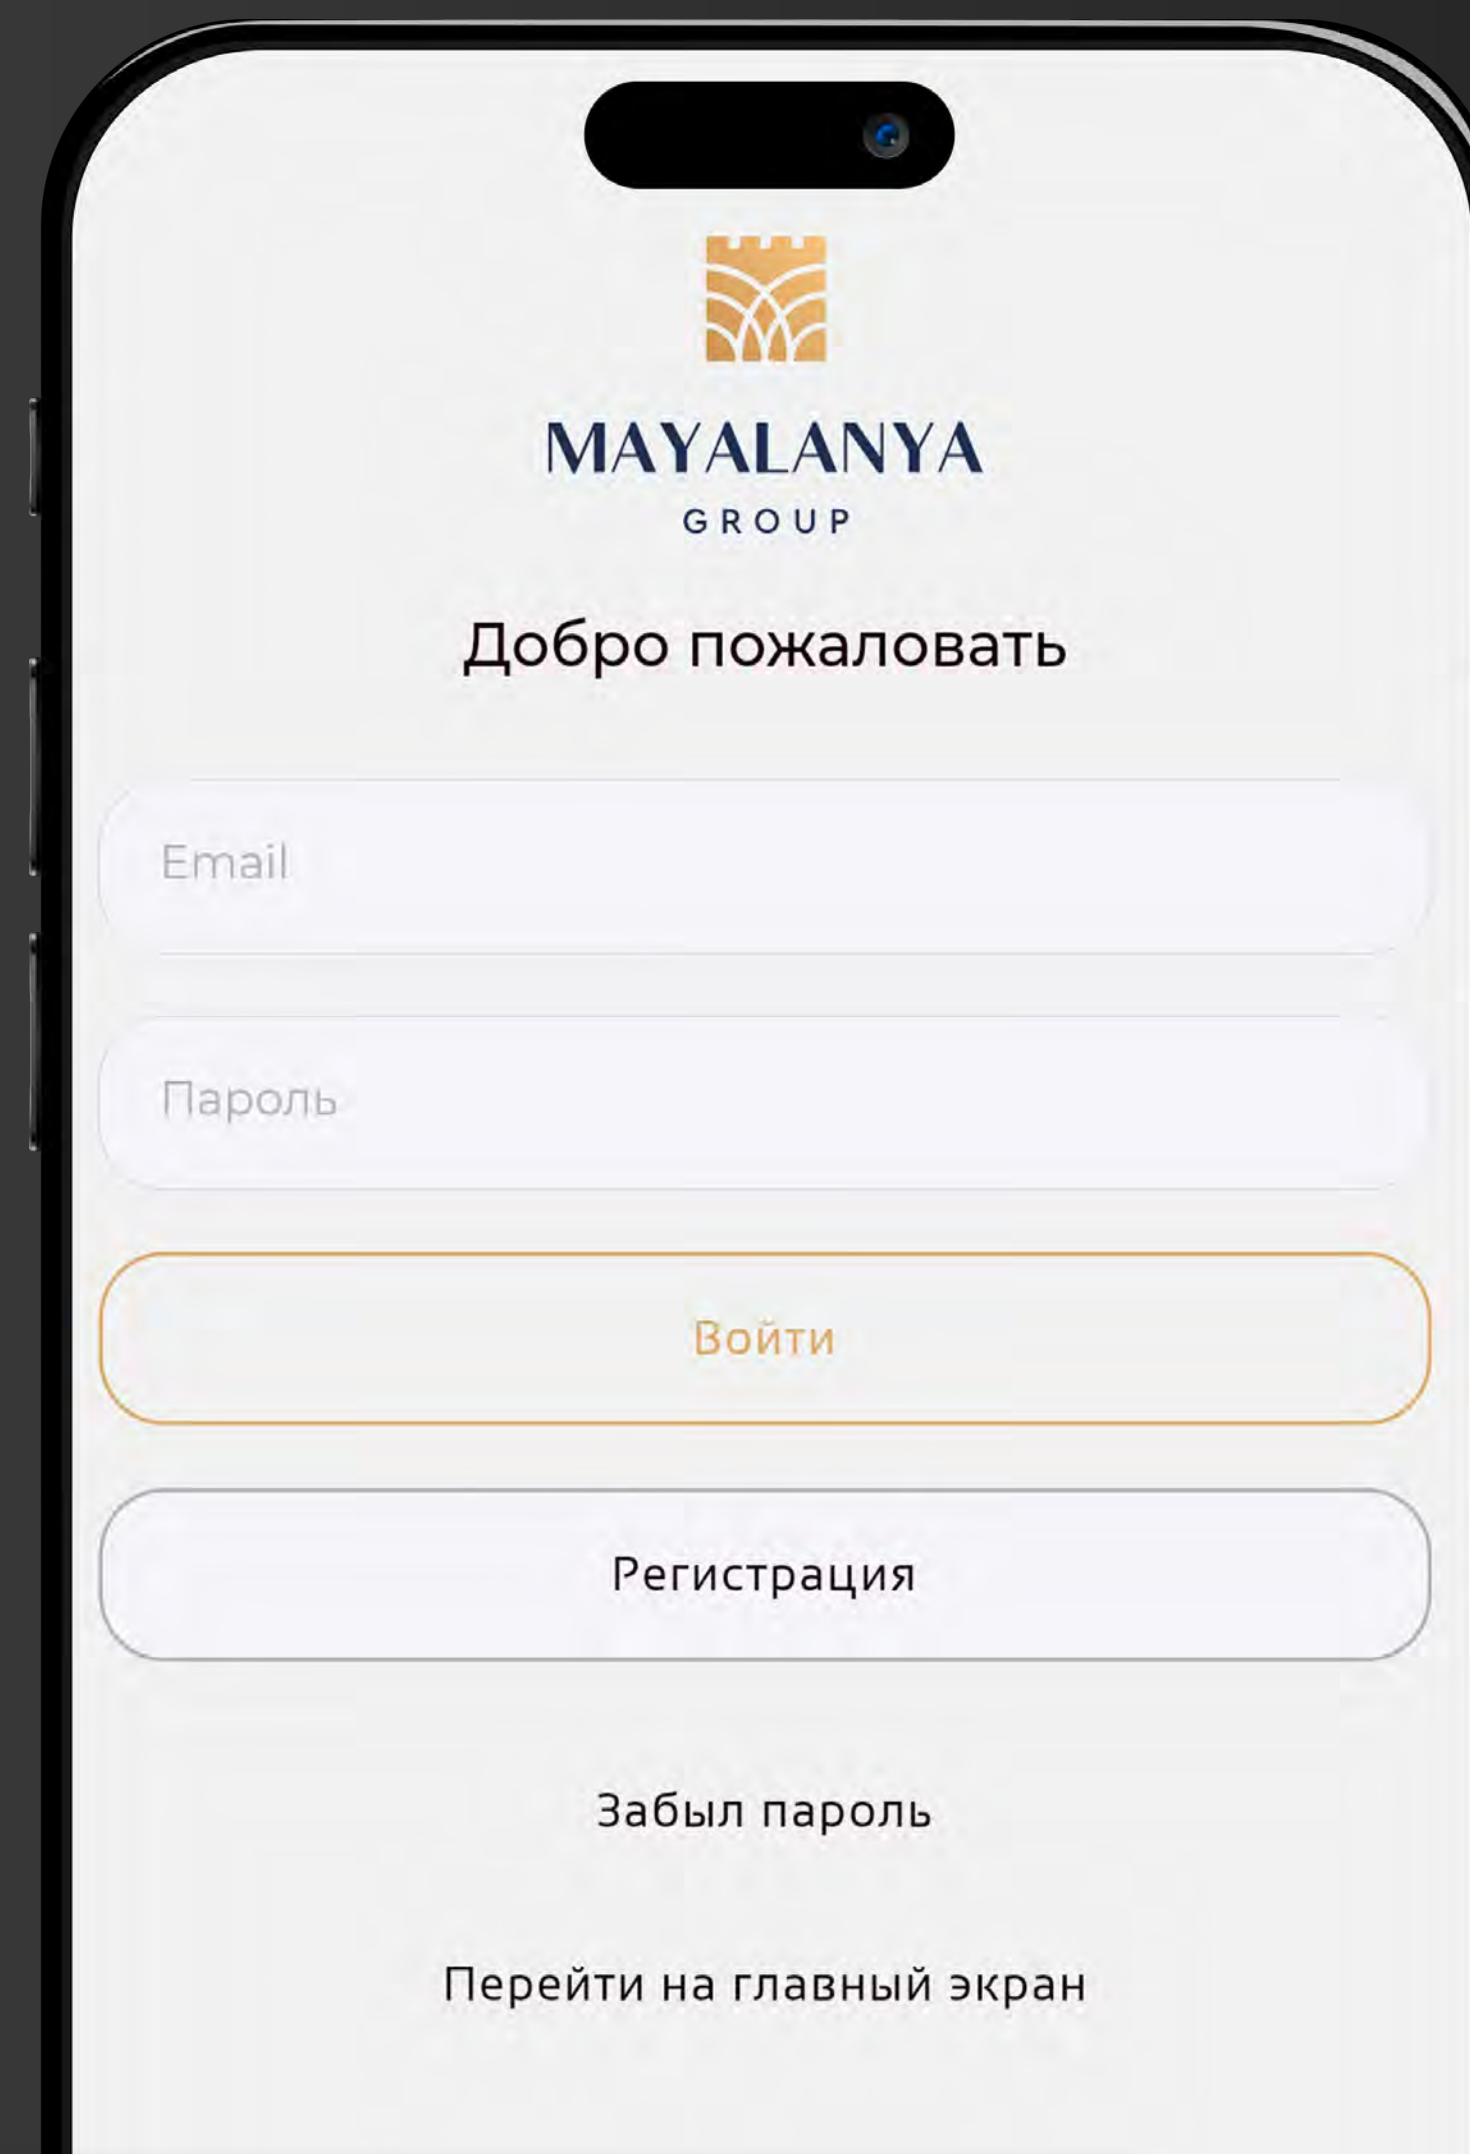 MAYALANYA
GROUP
Добро пожаловать
Email
Пароль
Войти
Регистрация
Забыл пароль
Перейти на главный экран